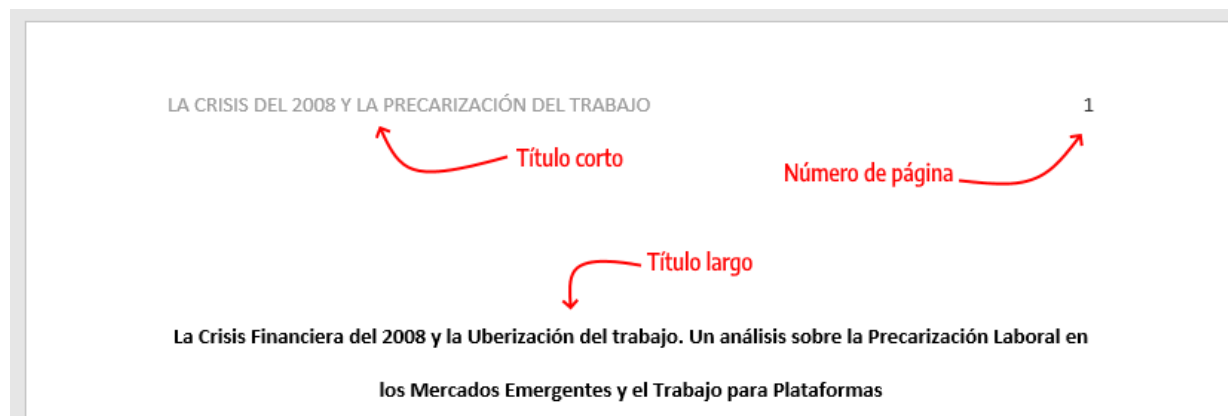 LA CRISIS DEL 2008 Y LA PRECARIZACIÓN DEL TRABAJO 1
Título corto
Número de página
Título largo
La Crisis Financiera del 2008 y la Uberización del trabajo. Un análisis sobre la Precarización Laboral en
los Mercados Emergentes y el Trabajo para Plataformas